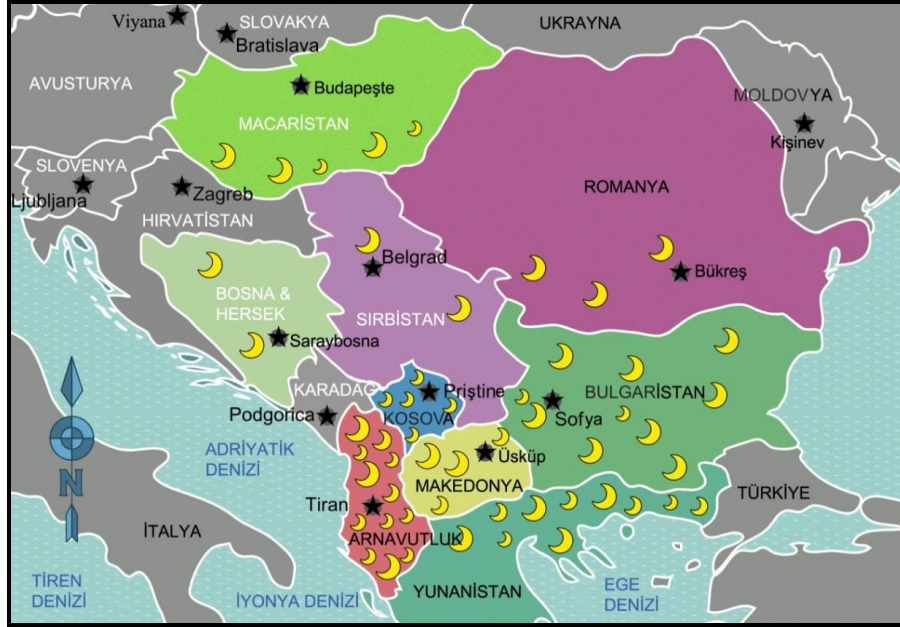 Viyana
SLOVAKYA
Bratislava
UKRAYNA
AVUSTURYA
Budapeşte
MACARİSTAN
MOLDOVYA
Kişinev
SLOVENYA
Ljubljana
Zagreb
HIRVATİSTAN
ROMANYA
Belgrad
Bükreş
BOSNA &
HERSEK
SIRBİSTAN
Saraybosna
KARADAĞ
Priştine
BULGARİSTAN
Podgorica
KOSOVA
Sofya
ADRİYATİK
DENİZİ
Üsküp
MAKEDONYA
TÜRKİYE
N
Tiran
İTALYA
ARNAVUTLUK
TİREN
DENİZİ
İYONYA DENİZİ
YUNANİSTAN
EGE
DENİZİ